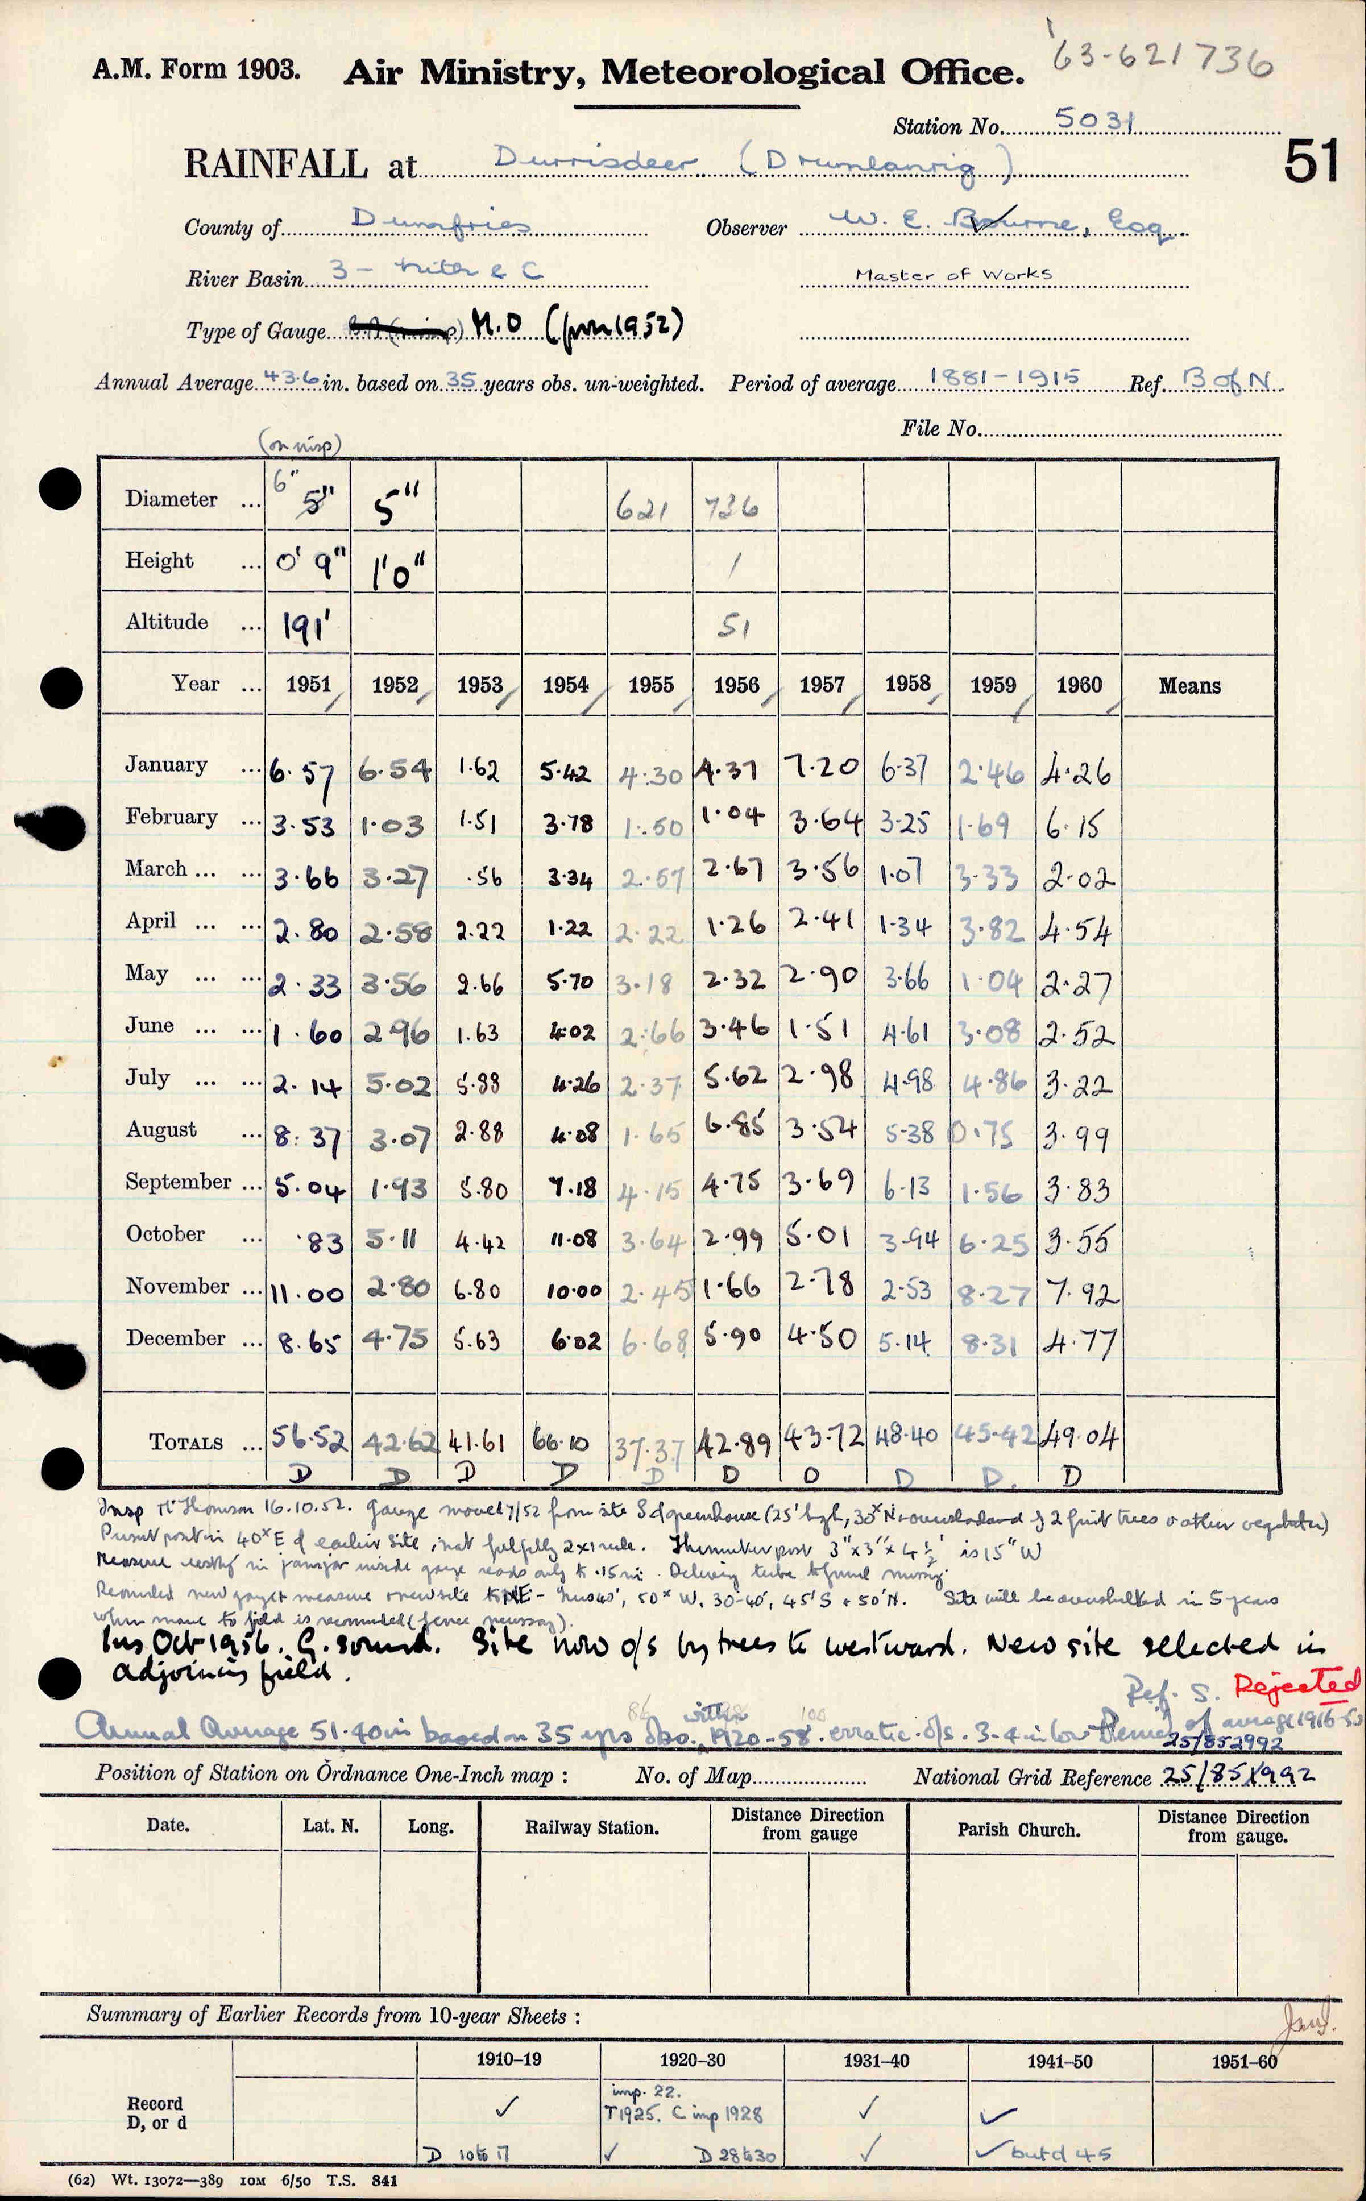 '63-621736
A.M. Form 1903. Air Ministry, Meteorological Office.
Station No. 5031
51
RAINFALL at Durrisdeer (Drumlanrig)
County of Dumfries Observer W. E. Bourne, Esq.
River Basin 3 - Nith & C Master of Works
Type of Gauge M.O (from 1952)
Annual Average 43.6 in. based on 35 years obs. un-weighted. Period of average 1881-1915 Ref. B of N
File No.
(on insp)
Diameter ... 6" 5" 5" 621 736
Height ... 0' 9" 1'0" 1
Altitude ... 191' 51
Year ... 1951 1952 1953 1954 1955 1956 1957 1958 1959 1960 Means
January ... 6.57 6.54 1.62 5.42 4.30 4.37 7.20 6.37 2.46 4.26
February ... 3.53 1.03 1.51 3.78 1.50 1.04 3.64 3.25 1.69 6.15
March ... ... 3.66 3.27 .56 3.34 2.57 2.67 3.56 1.07 3.33 2.02
April ... ... 2.80 2.58 2.22 1.22 2.22 1.26 2.41 1.34 3.82 4.54
May ... ... 2.33 3.56 2.66 5.70 3.18 2.32 2.90 3.66 1.04 2.27
June ... ... 1.60 2.96 1.63 4.02 2.66 3.46 1.51 4.61 3.08 2.52
July ... ... 2.14 5.02 5.88 4.26 2.37 5.62 2.98 4.98 4.86 3.22
August ... 8.37 3.07 2.88 4.08 1.65 6.85 3.54 5.38 0.75 3.99
September ... 5.04 1.93 5.80 7.18 4.15 4.75 3.69 6.13 1.56 3.83
October ... .83 5.11 4.42 11.08 3.64 2.99 5.01 3.94 6.25 3.55
November ... 11.00 2.80 6.80 10.00 2.45 1.66 2.78 2.53 8.27 7.92
December ... 8.65 4.75 5.63 6.02 6.68 5.90 4.50 5.14 8.31 4.77
TOTALS ... 56.52 42.62 41.61 66.10 37.37 42.89 43.72 48.40 45.42 49.04
D D D D D D D D D. D
Insp Thomson 16.10.52. Gauge moved 7/52 from site S of greenhouse (25' high, 30x N & overshadowed by 2 fruit trees & other vegetation)
Present post in 40x E of earlier site, not fulfilling 2x1 rule. Thermometer post 3"x3"x4½' is 15" W
Measure in jamjar inside gauge reads only to .15 in. Delivery tube to funnel missing.
new gauge & measure & new site to NE - 50x W, 30-40', 45' S & 50' N. Site will be in 5 years
when move to field is recommended (fence necessary).
Ins Oct 1956. G. sound. Site now o/s by trees to westward. New site selected in
adjoining field.
Ref. S. Rejected
Annual Average 51.40 in based on 35 yrs obs. within 1920-58. erratic o/s. 3-4 in low Period of average 1916-50
25/852992
Position of Station on Ordnance One-Inch map : No. of Map National Grid Reference 25/851992
Date. Lat. N. Long. Railway Station. Distance Direction from gauge Parish Church. Distance Direction from gauge.
Summary of Earlier Records from 10-year Sheets :
1910-19 1920-30 1931-40 1941-50 1951-60
Record D, or d ✓ imp. 22. T1925. C imp 1928 ✓ ✓
D 10 to 17 ✓ D 28 to 30 ✓ ✓ but d 45
(62) Wt. 13072—389 10M 6/50 T.S. 841